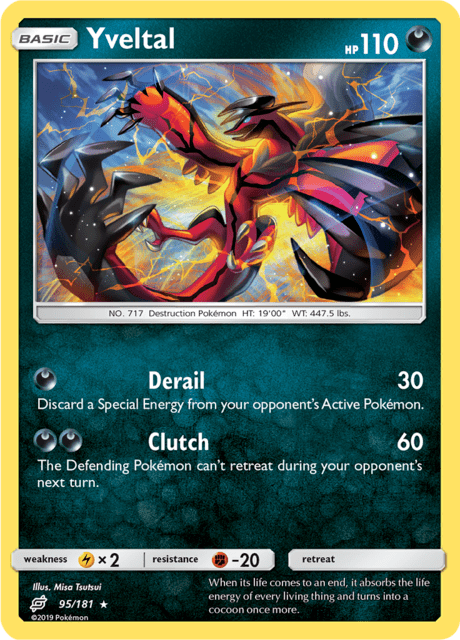 BASIC Yveltal HP110
NO. 717 Destruction Pokémon HT: 19'00" WT: 447.5 lbs.
Derail 30
Discard a Special Energy from your opponent's Active Pokémon.
Clutch 60
The Defending Pokémon can't retreat during your opponent's
next turn.
weakness × 2 resistance -20 retreat
Illus. Misa Tsutsui
95/181 ★
©2019 Pokémon
When its life comes to an end, it absorbs the life
energy of every living thing and turns into a
cocoon once more.